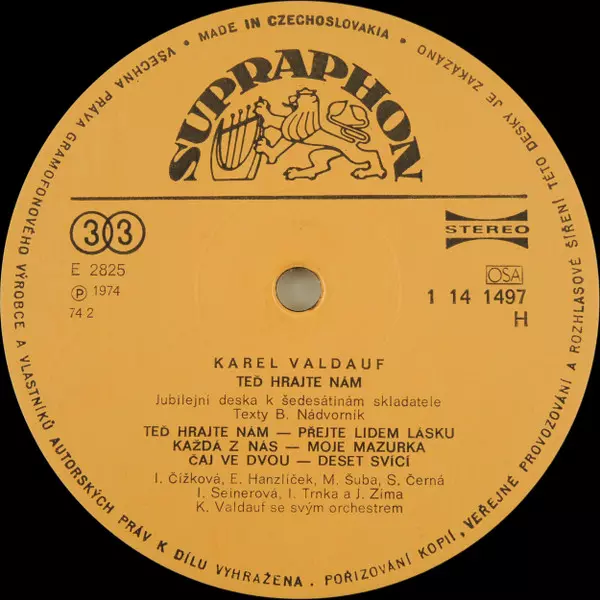 VŠECHNA PRÁVA GRAMOFONOVÉHO VÝROBCE A VLASTNÍKŮ AUTORSKÝCH PRÁV K DÍLU VYHRAŽENA • POŘIZOVÁNÍ KOPIÍ, VEŘEJNÉ PROVOZOVÁNÍ A ROZHLASOVÉ ŠÍŘENÍ TÉTO DESKY JE ZAKÁZÁNO • MADE IN CZECHOSLOVAKIA •
SUPRAPHON
33
STEREO
E 2825
OSA
℗ 1974
1 14 1497
74 2
H
KAREL VALDAUF
TEĎ HRAJTE NÁM
Jubilejní deska k šedesátinám skladatele
Texty B. Nádvorník
TEĎ HRAJTE NÁM — PŘEJTE LIDEM LÁSKU
KAŽDÁ Z NÁS — MOJE MAZURKA
ČAJ VE DVOU — DESET SVÍCÍ
I. Čížková, E. Hanzlíček, M. Šuba, S. Černá
I. Seinerová, I. Trnka a J. Zima
K. Valdauf se svým orchestrem